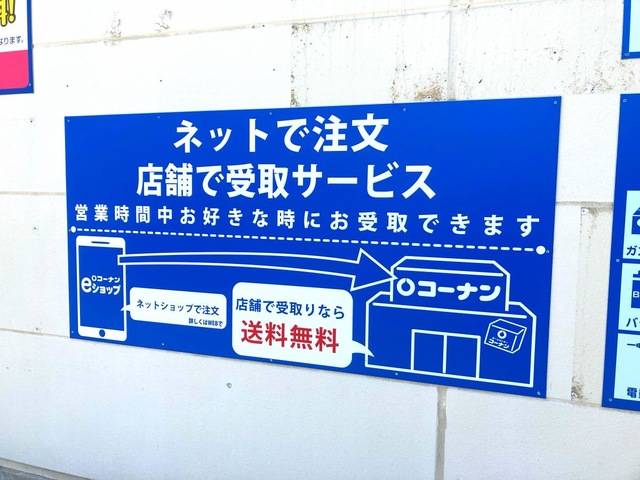 ネットで注文
店舗で受取サービス
営業時間中お好きな時にお受取できます
コーナン
eショップ
ネットショップで注文
詳しくはWEBで
店舗で受取りなら
送料無料
コーナン
コーナン